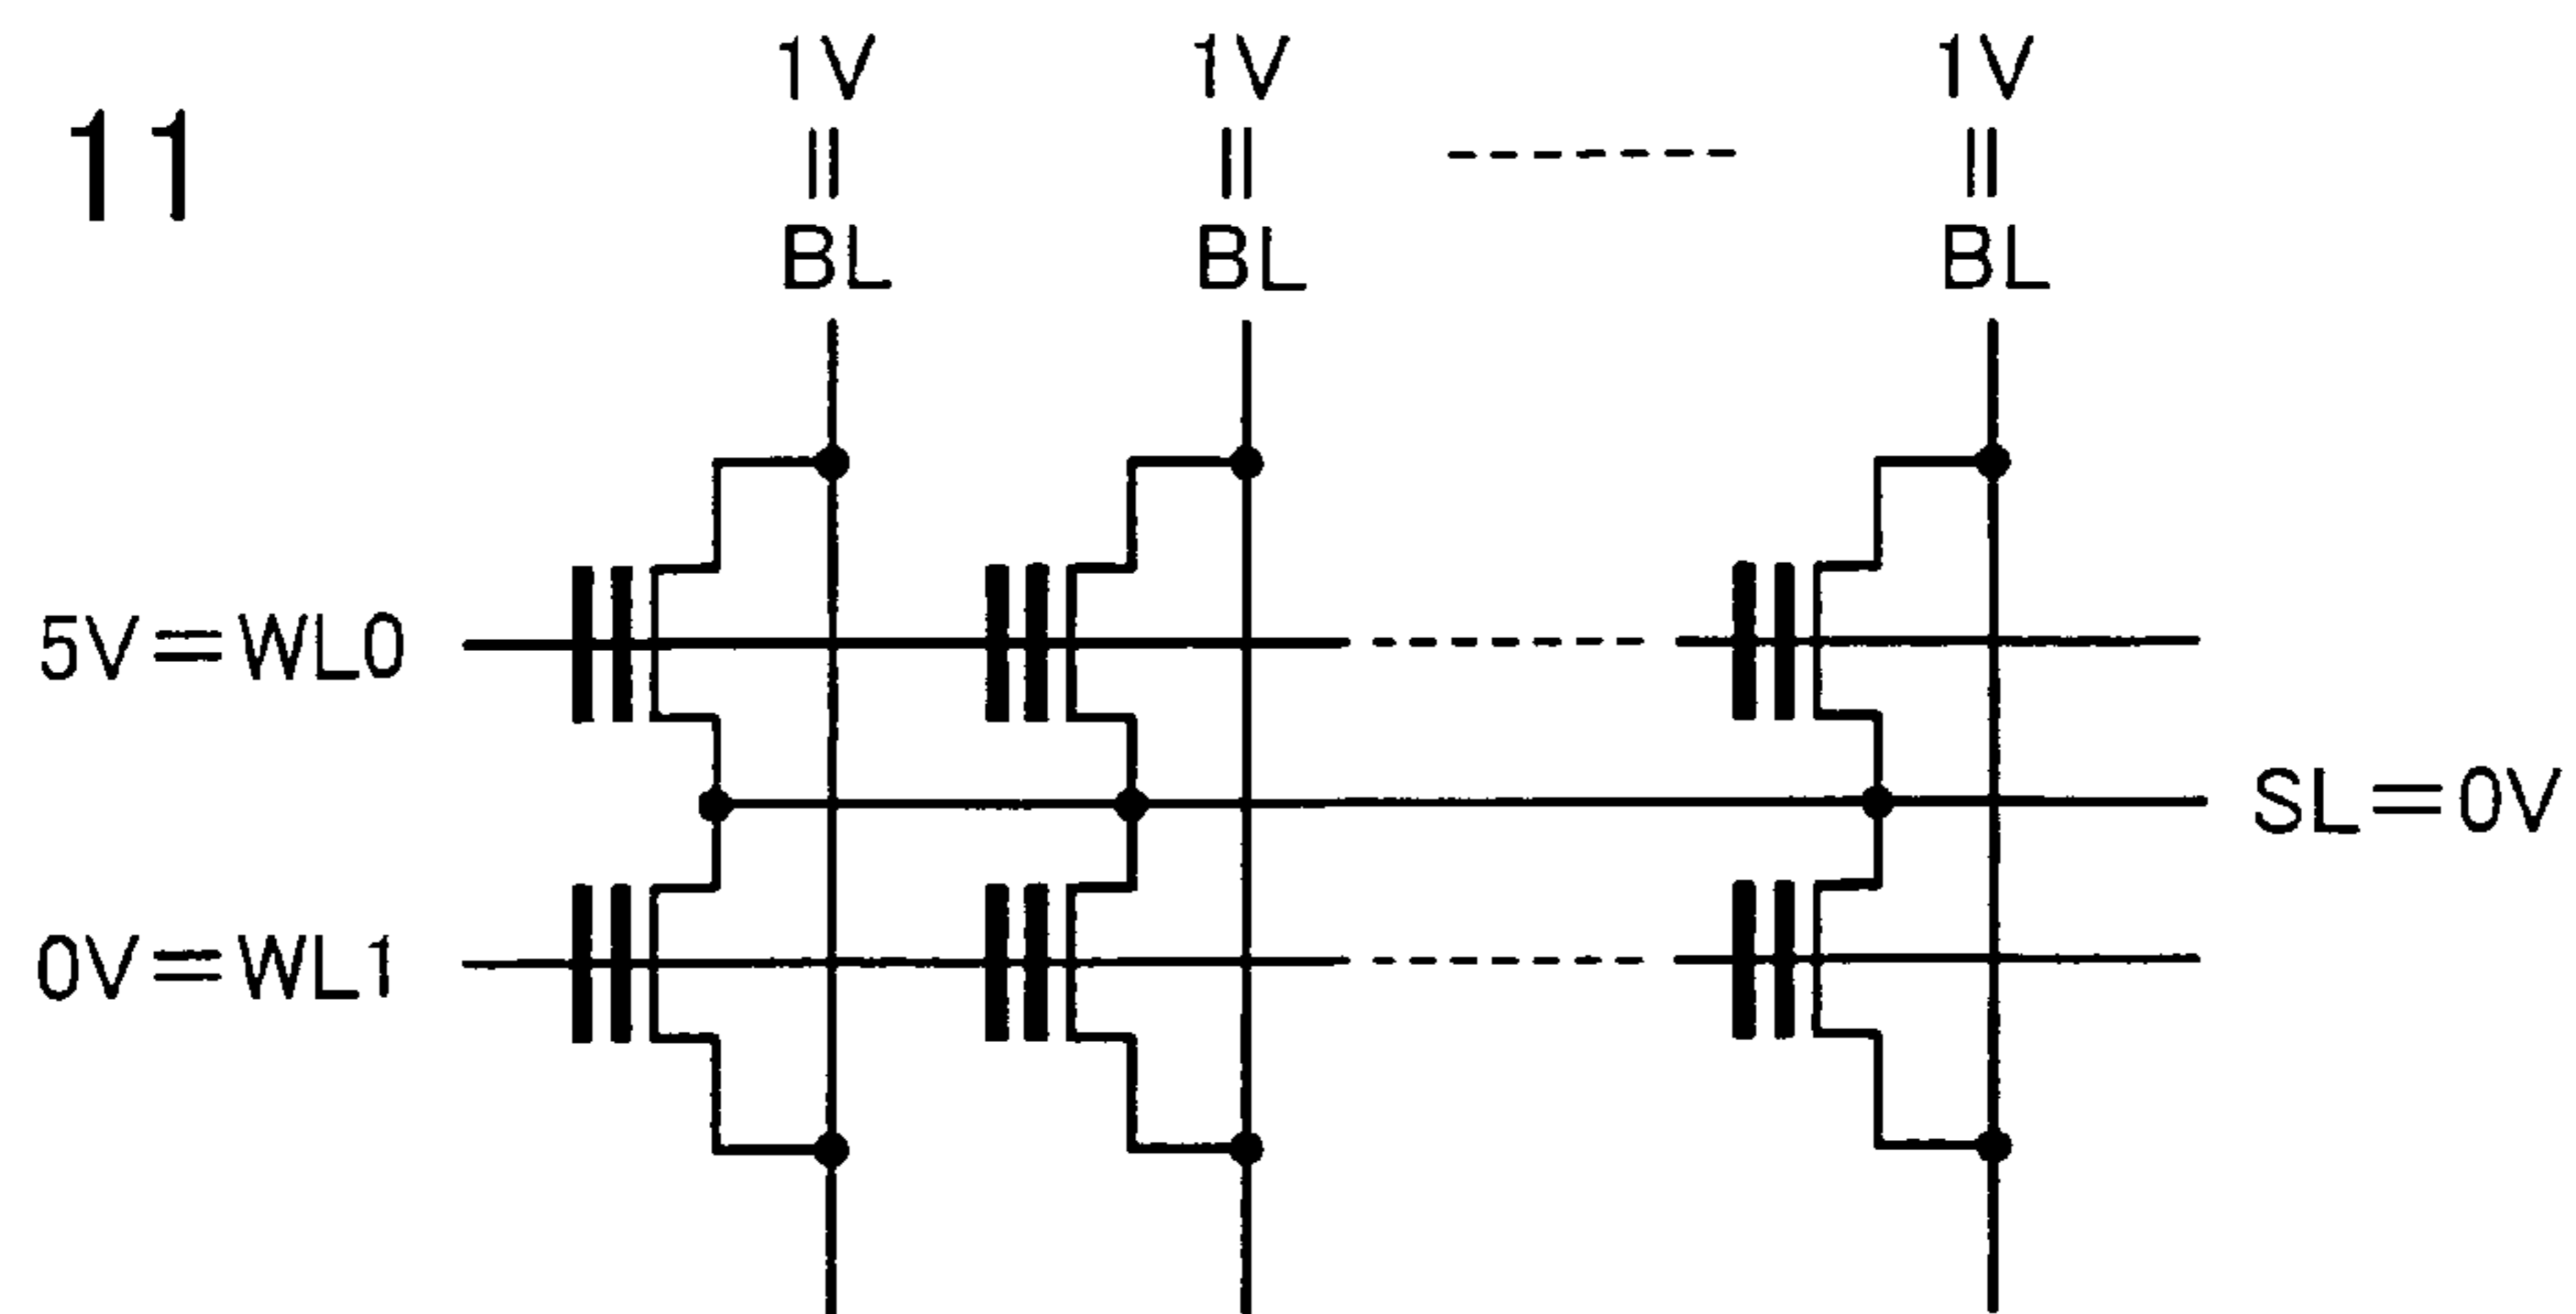 11
1V 1V 1V
||  ||  ||
BL BL BL
5V=WL0
SL=0V
0V=WL1